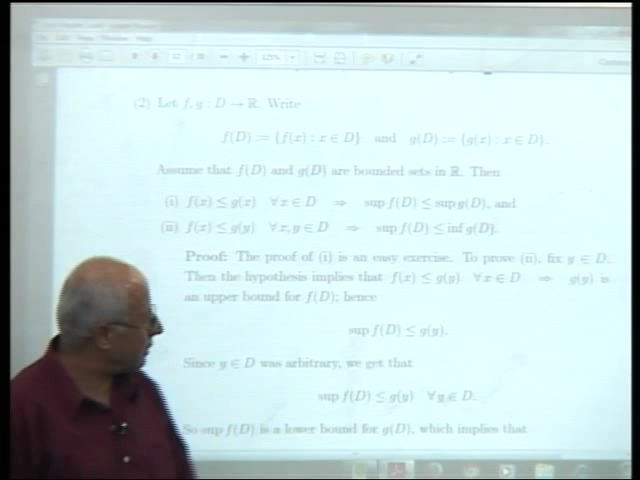 (2) Let f, g : D → ℝ. Write
f(D) := {f(x) : x ∈ D} and g(D) := {g(x) : x ∈ D}.
Assume that f(D) and g(D) are bounded sets in ℝ. Then
(i) f(x) ≤ g(x) ∀x ∈ D ⇒ sup f(D) ≤ sup g(D), and
(ii) f(x) ≤ g(y) ∀x, y ∈ D ⇒ sup f(D) ≤ inf g(D).
Proof: The proof of (i) is an easy exercise. To prove (ii), fix y ∈ D.
Then the hypothesis implies that f(x) ≤ g(y) ∀x ∈ D ⇒ g(y) is
an upper bound for f(D); hence
sup f(D) ≤ g(y).
Since y ∈ D was arbitrary, we get that
sup f(D) ≤ g(y) ∀y ∈ D.
So sup f(D) is a lower bound for g(D), which implies that